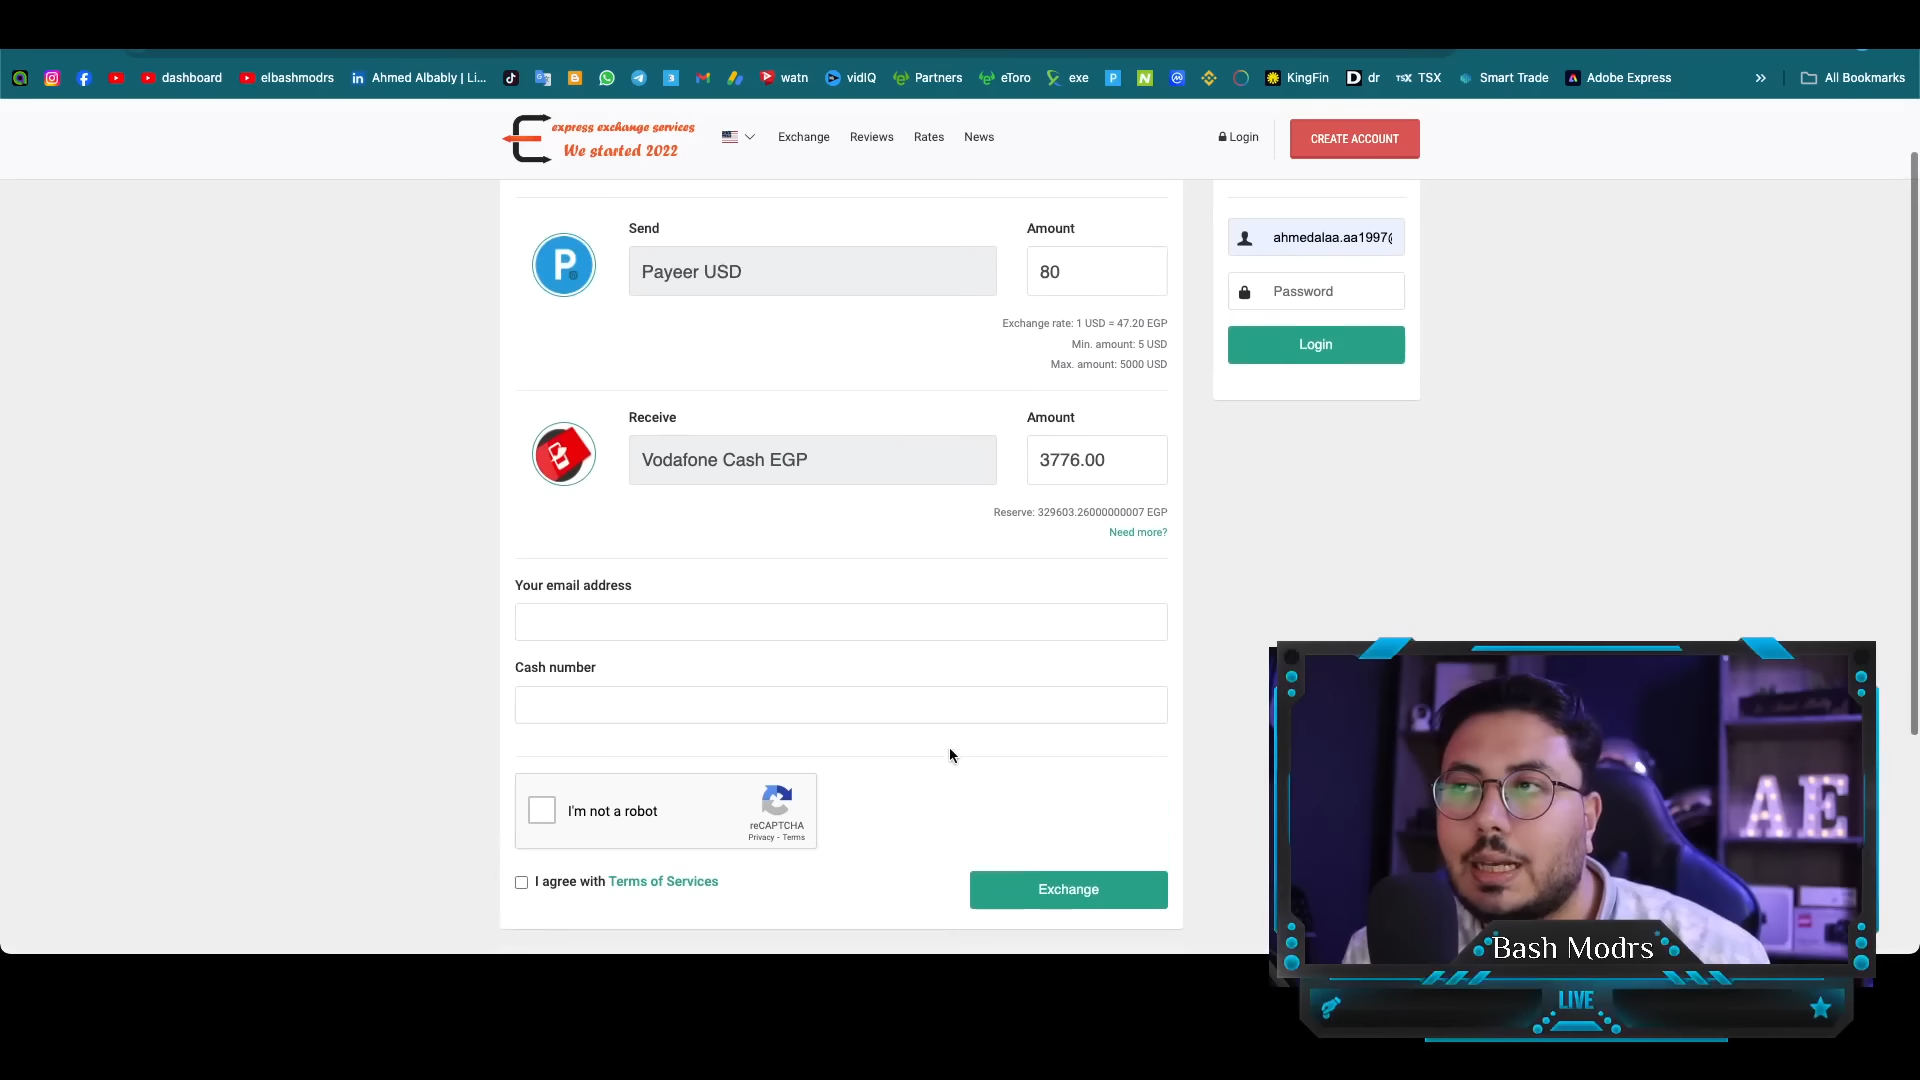 dashboard
elbashmodrs
in Ahmed Albably | Li...
watn
vidIQ
Partners
eToro
exe
KingFin
dr
TSX TSX
Smart Trade
Adobe Express
All Bookmarks
express exchange services
We started 2022
Exchange
Reviews
Rates
News
Login
CREATE ACCOUNT
Send
Amount
Payeer USD
80
Exchange rate: 1 USD = 47.20 EGP
Min. amount: 5 USD
Max. amount: 5000 USD
Receive
Amount
Vodafone Cash EGP
3776.00
Reserve: 329603.26000000007 EGP
Need more?
Your email address
Cash number
I'm not a robot
reCAPTCHA
Privacy - Terms
I agree with Terms of Services
Exchange
ahmedalaa.aa1997@
Password
Login
AE
Bash Modrs
LIVE